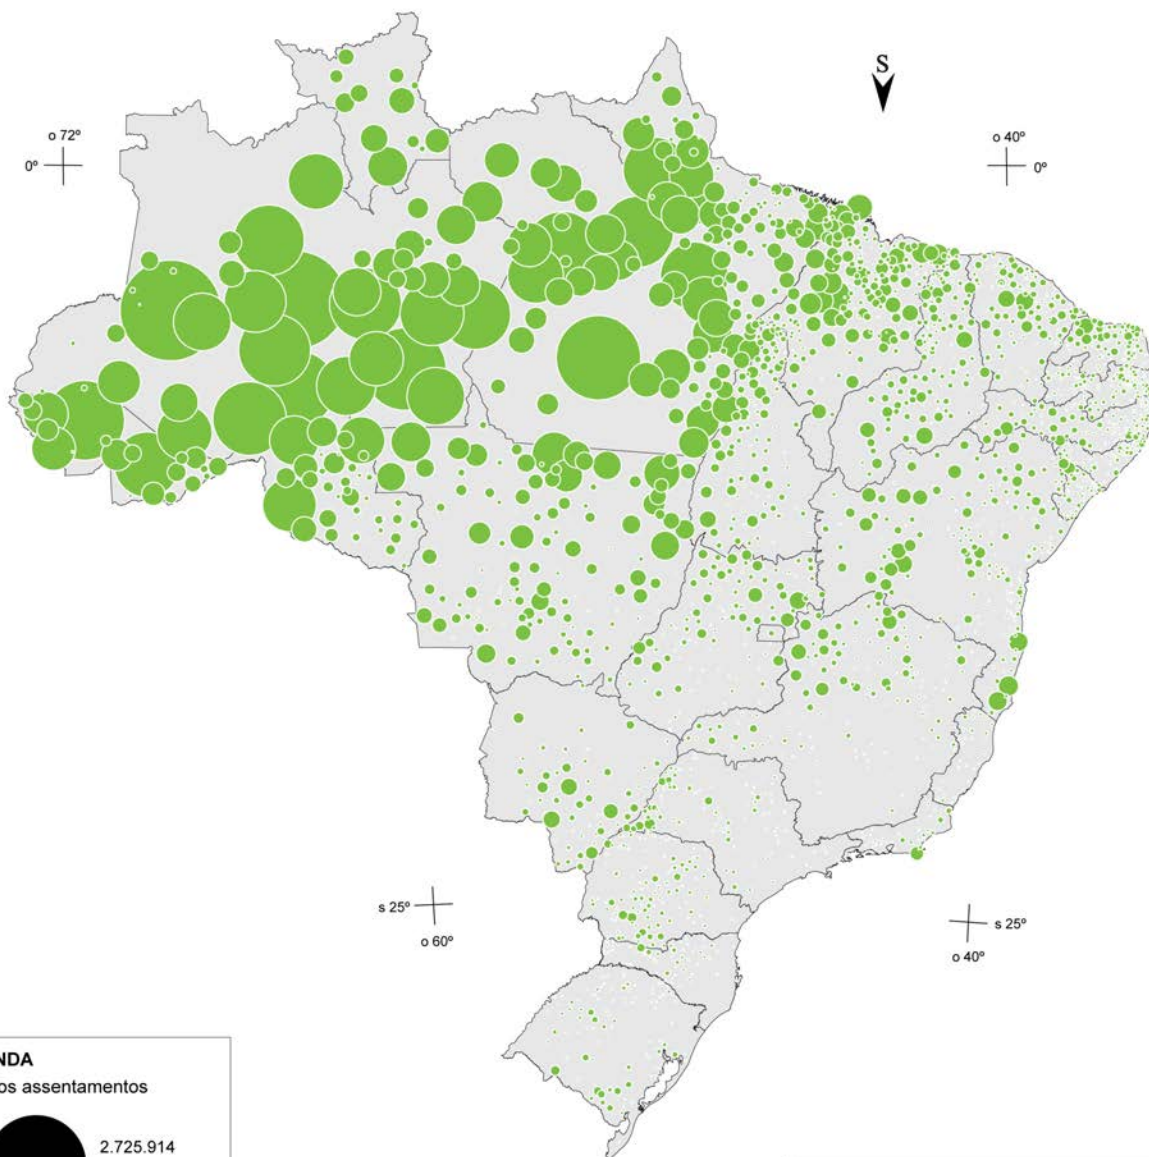 S
o 72º
0º
o 40º
0º
s 25º
o 60º
s 25º
o 40º
NDA
os assentamentos
2.725.914